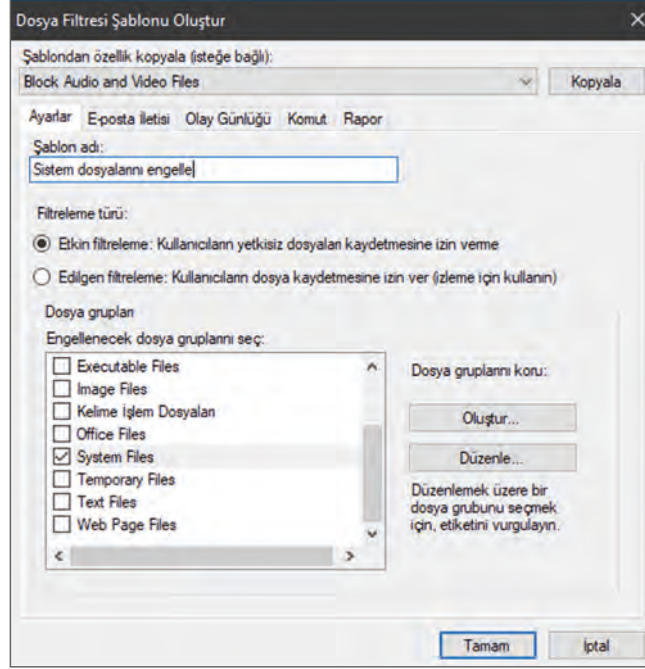 Dosya Filtresi Şablonu Oluştur
Şablondan özellik kopyala (isteğe bağlı):
Block Audio and Video Files
Kopyala
Ayarlar E-posta İletisi Olay Günlüğü Komut Rapor
Şablon adı:
Sistem dosyalarını engelle
Filtreleme türü:
Etkin filtreleme: Kullanıcıların yetkisiz dosyaları kaydetmesine izin verme
Edilgen filtreleme: Kullanıcıların dosya kaydetmesine izin ver (izleme için kullanın)
Dosya grupları
Engellenecek dosya gruplarını seç:
Executable Files
Image Files
Kelime İşlem Dosyaları
Office Files
System Files
Temporary Files
Text Files
Web Page Files
Dosya gruplarını koru:
Oluştur...
Düzenle...
Düzenlemek üzere bir
dosya grubunu seçmek
için, etiketini vurgulayın.
Tamam
İptal